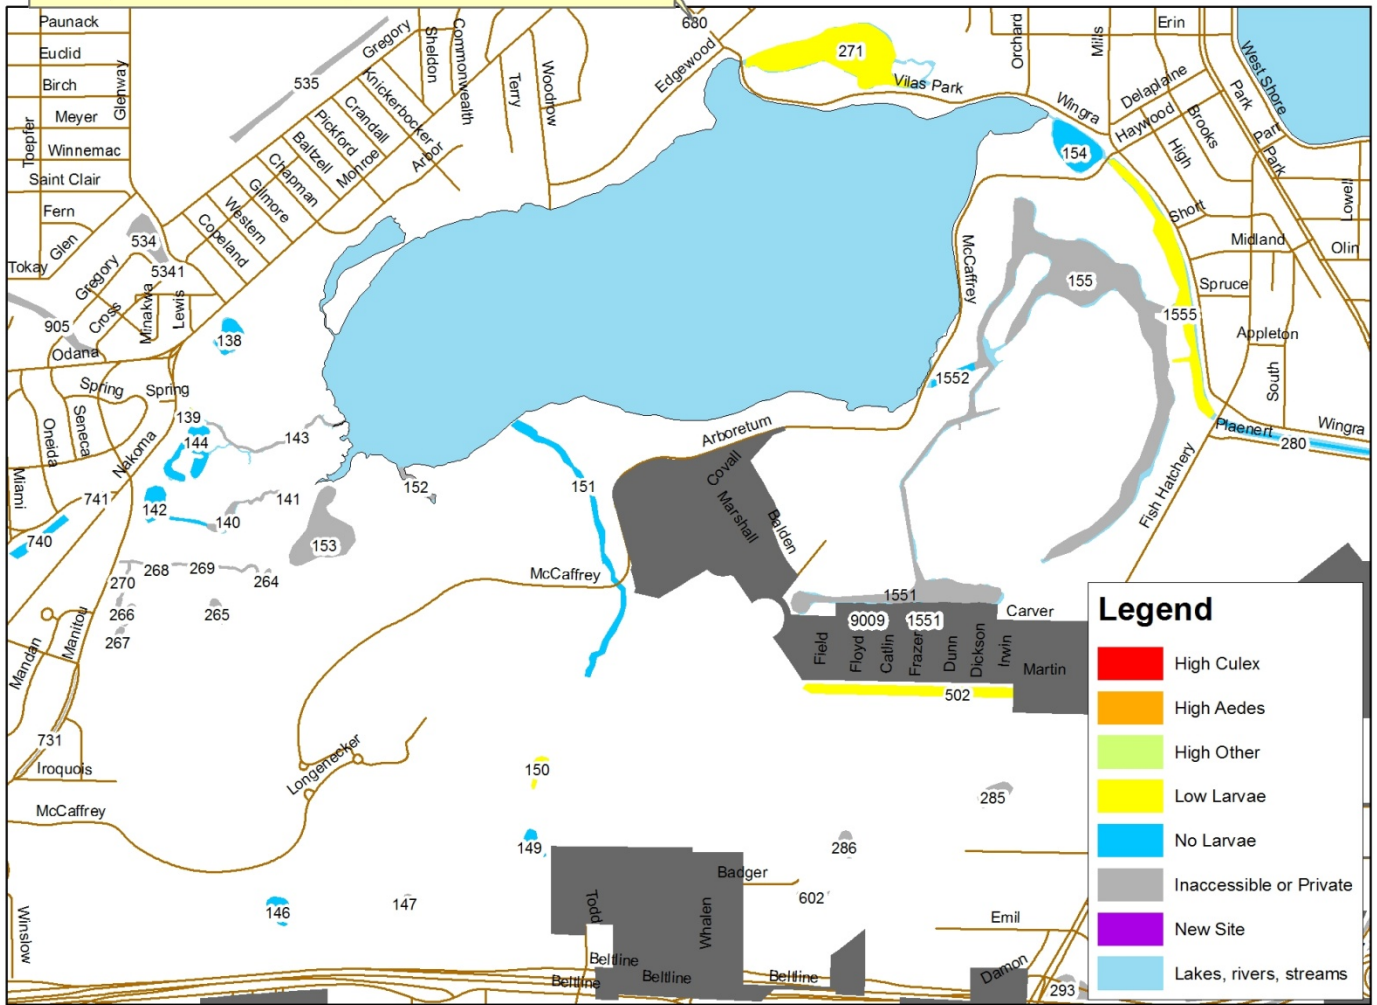 680
Paunack
Euclid
Birch
Meyer
Winnemac
Saint Clair
Fern
Glen
Tokay
Toepfer
Glenway
535
Gregory
Sheldon
Commonwealth
Knickerbocker
Crandall
Pickford
Baltzell
Monroe
Arbor
Chapman
Gilmore
Western
Copeland
Terry
Woodrow
Edgewood
271
Vilas Park
Orchard
Mills
Erin
West Shore
Wingra
Delaplaine
Haywood
Brooks
High
Park
Part
Park
Lowell
Olin
154
Short
Midland
Spruce
Appleton
South
155
1555
McCaffrey
1552
Plaenert
Wingra
280
Fish Hatchery
534
5341
Gregory
Cross
Minakwa
Lewis
905
Odana
138
Spring
Spring
139
144
143
Oneida
Seneca
Nakoma
Miami
741
740
142
141
140
152
153
151
Arboretum
Covall
Marshall
Balden
270
268
269
264
266
265
267
McCaffrey
Mandan
Manitou
731
Iroquois
McCaffrey
Longenecker
1551
Carver
9009
1551
Field
Floyd
Catlin
Frazer
Dunn
Dickson
Irwin
Martin
502
150
149
285
286
Badger
602
146
147
Winslow
Todd
Whalen
Emil
Damon
Beltline
Beltline
Beltline
Beltline
293
Legend
High Culex
High Aedes
High Other
Low Larvae
No Larvae
Inaccessible or Private
New Site
Lakes, rivers, streams